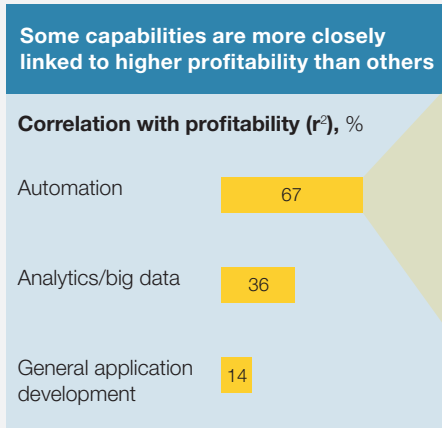 Some capabilities are more closely
linked to higher profitability than others
Correlation with profitability (r²), %
Automation
67
Analytics/big data
36
General application
development
14